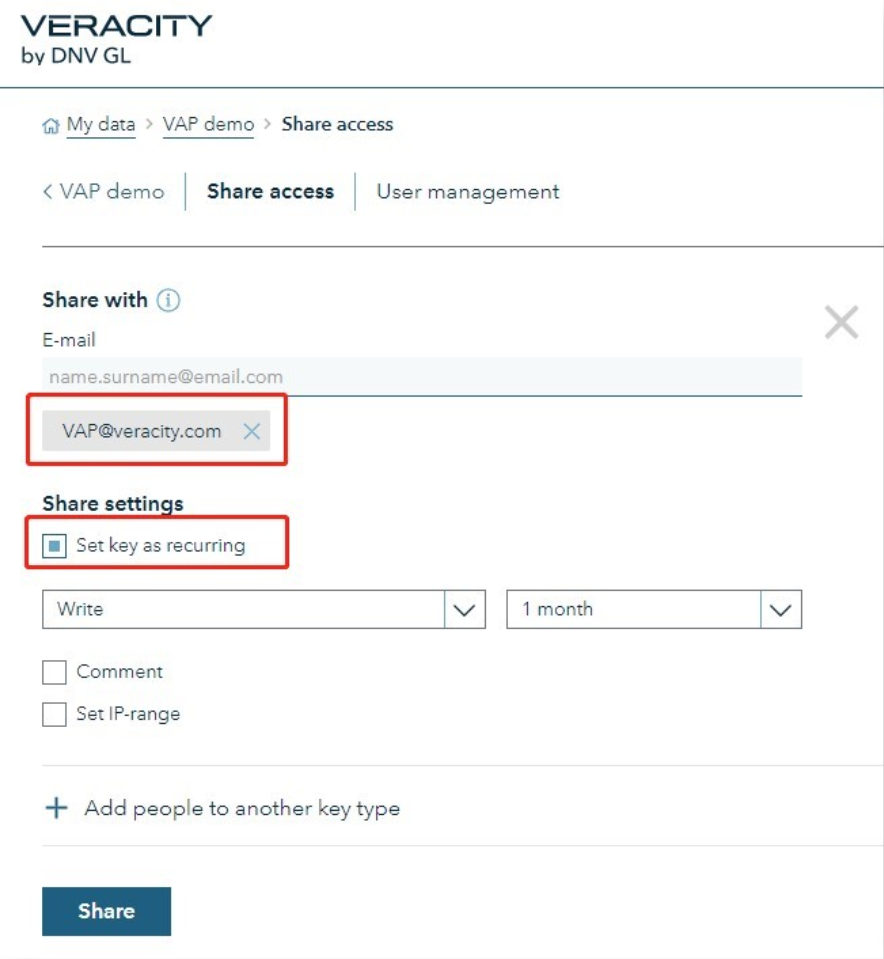 VERACITY
by DNV GL
My data > VAP demo > Share access
< VAP demo Share access User management
Share with i
E-mail
name.surname@email.com
VAP@veracity.com
Share settings
Set key as recurring
Write 1 month
Comment
Set IP-range
+ Add people to another key type
Share